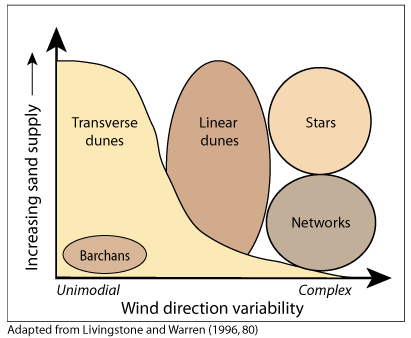 Increasing sand supply
Transverse
dunes
Linear
dunes
Stars
Networks
Barchans
Unimodial
Complex
Wind direction variability
Adapted from Livingstone and Warren (1996, 80)